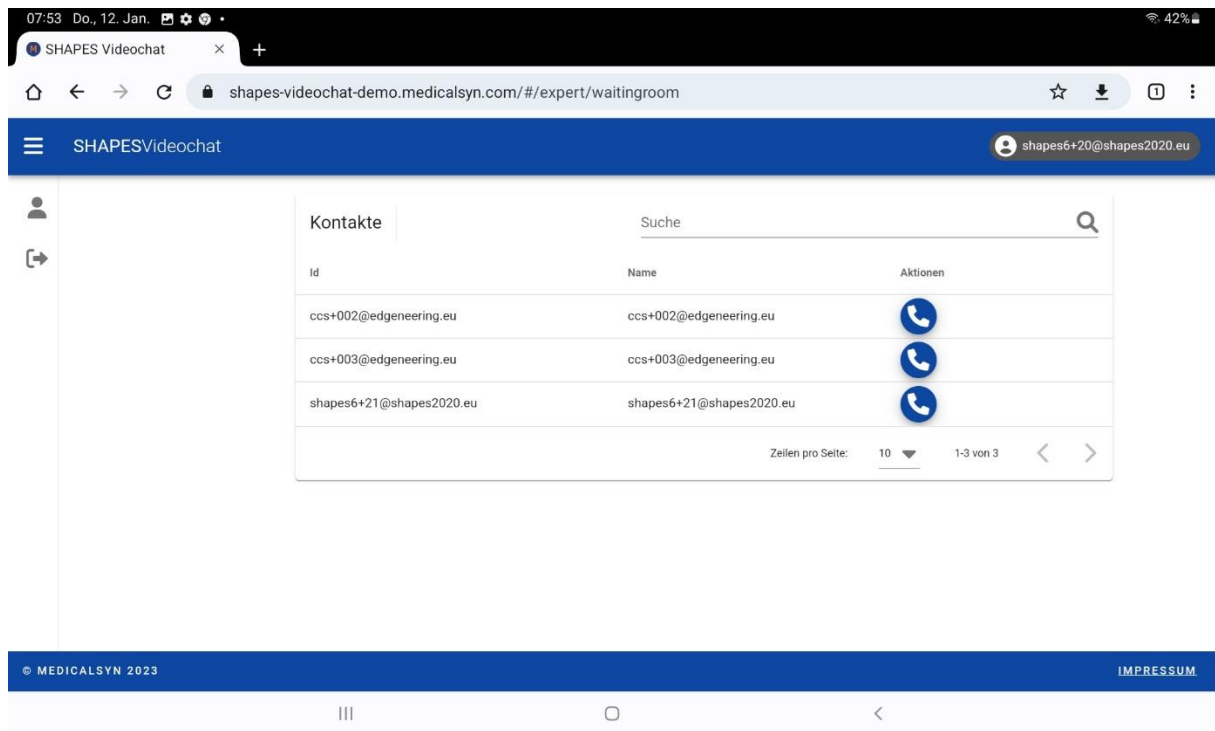 07:53 Do., 12. Jan. 42%
SHAPES Videochat
shapes-videochat-demo.medicalsyn.com/#/expert/waitingroom 1
SHAPESVideochat shapes6+20@shapes2020.eu
Kontakte Suche
Id Name Aktionen
ccs+002@edgeneering.eu ccs+002@edgeneering.eu
ccs+003@edgeneering.eu ccs+003@edgeneering.eu
shapes6+21@shapes2020.eu shapes6+21@shapes2020.eu
Zeilen pro Seite: 10 1-3 von 3
© MEDICALSYN 2023 IMPRESSUM